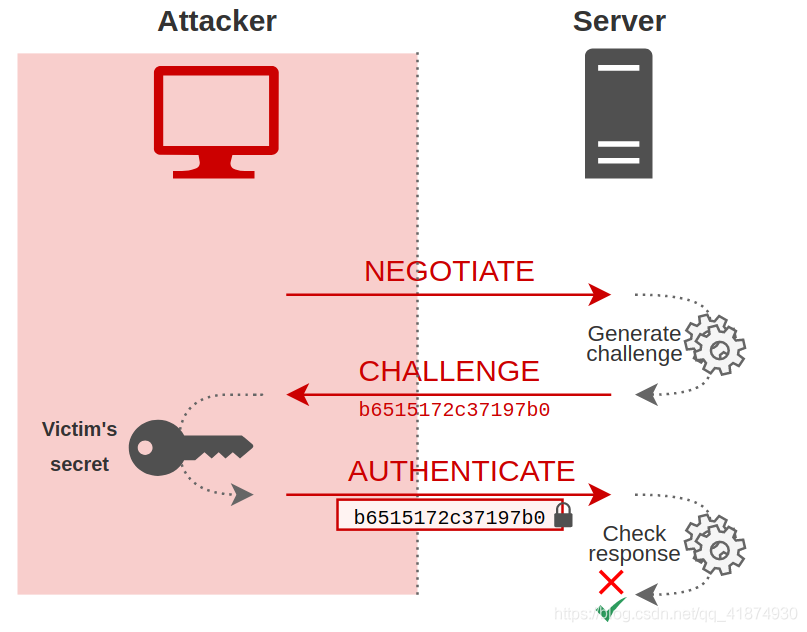 Attacker
Server
NEGOTIATE
Generate
challenge
CHALLENGE
b6515172c37197b0
Victim's
secret
AUTHENTICATE
b6515172c37197b0
Check
response
https://blog.csdn.net/qq_41874930